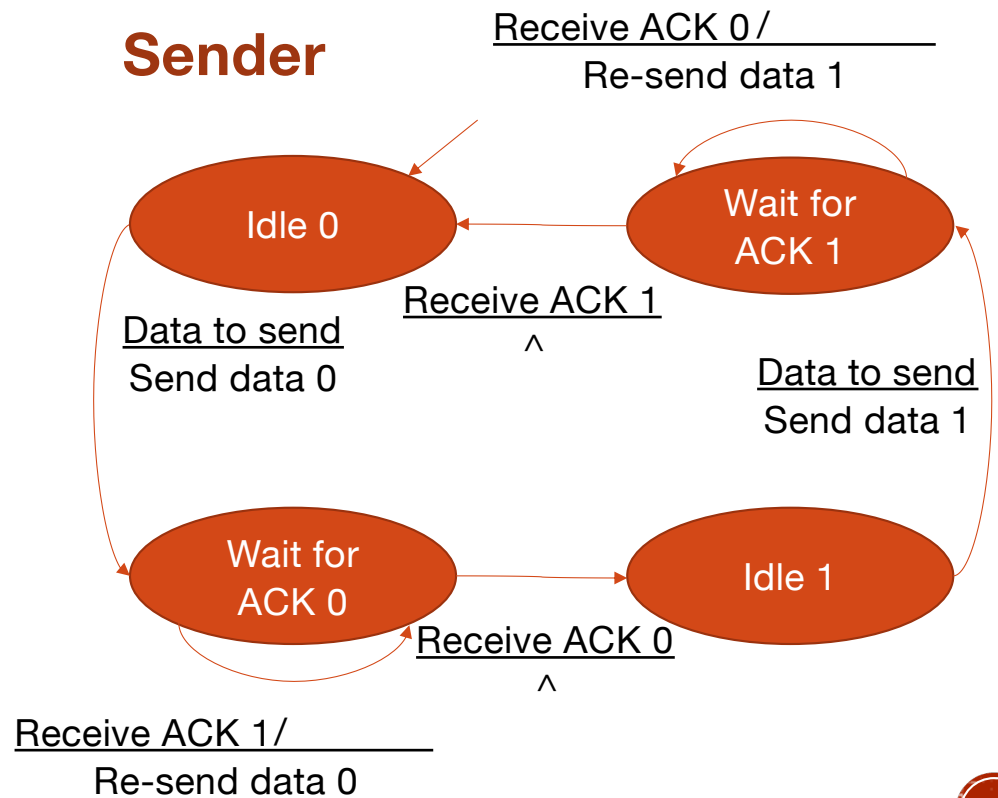 Sender
Receive ACK 0/
Re-send data 1
Idle 0
Wait for
ACK 1
Receive ACK 1
^
Data to send
Send data 0
Data to send
Send data 1
Wait for
ACK 0
Idle 1
Receive ACK 0
^
Receive ACK 1/
Re-send data 0